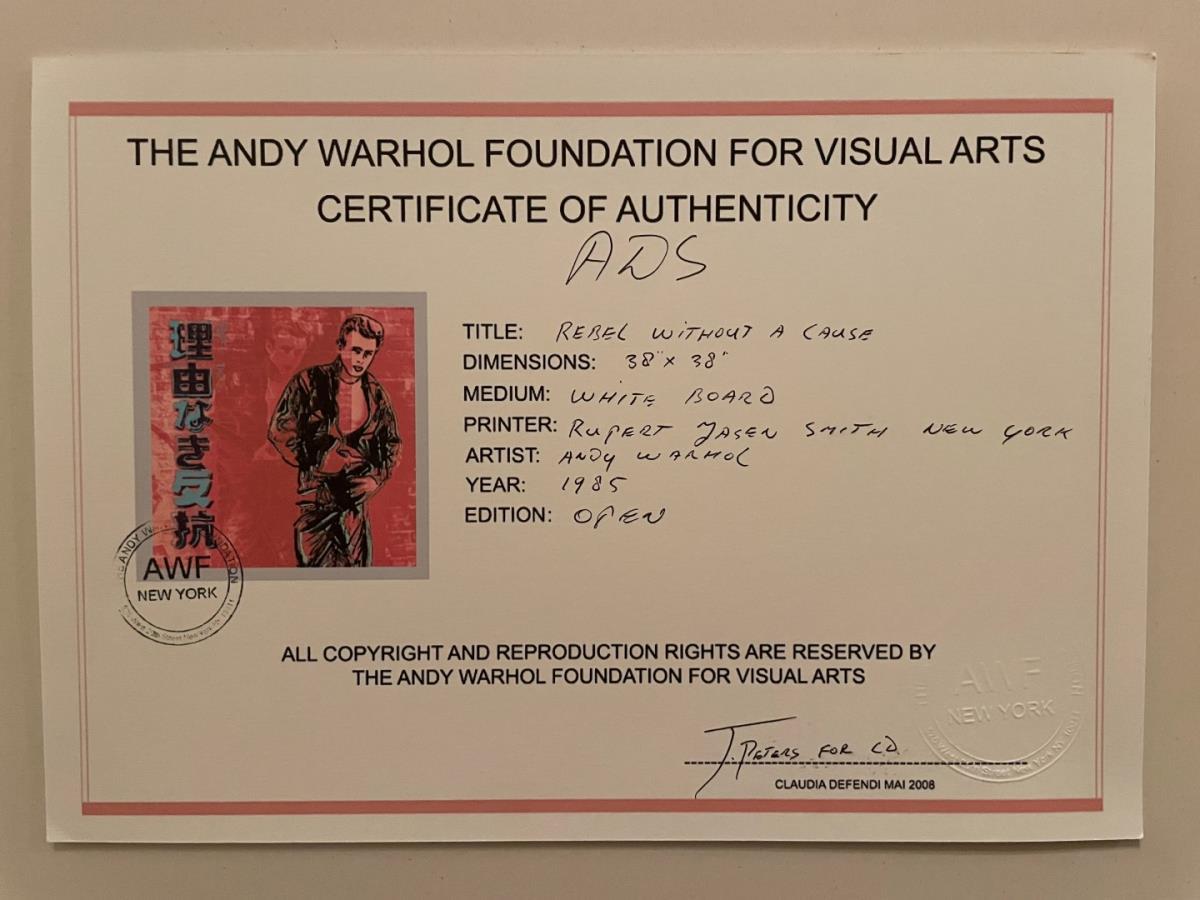 THE ANDY WARHOL FOUNDATION FOR VISUAL ARTS
CERTIFICATE OF AUTHENTICITY
ADS
理由なき反抗
TITLE: REBEL WITHOUT A CAUSE
DIMENSIONS: 38" x 38"
MEDIUM: WHITE BOARD
PRINTER: RUPERT JASEN SMITH NEW YORK
ARTIST: ANDY WARHOL
YEAR: 1985
EDITION: OPEN
AWF
NEW YORK
ALL COPYRIGHT AND REPRODUCTION RIGHTS ARE RESERVED BY
THE ANDY WARHOL FOUNDATION FOR VISUAL ARTS
AWF
NEW YORK
J. PETERS FOR CD
CLAUDIA DEFENDI MAI 2008